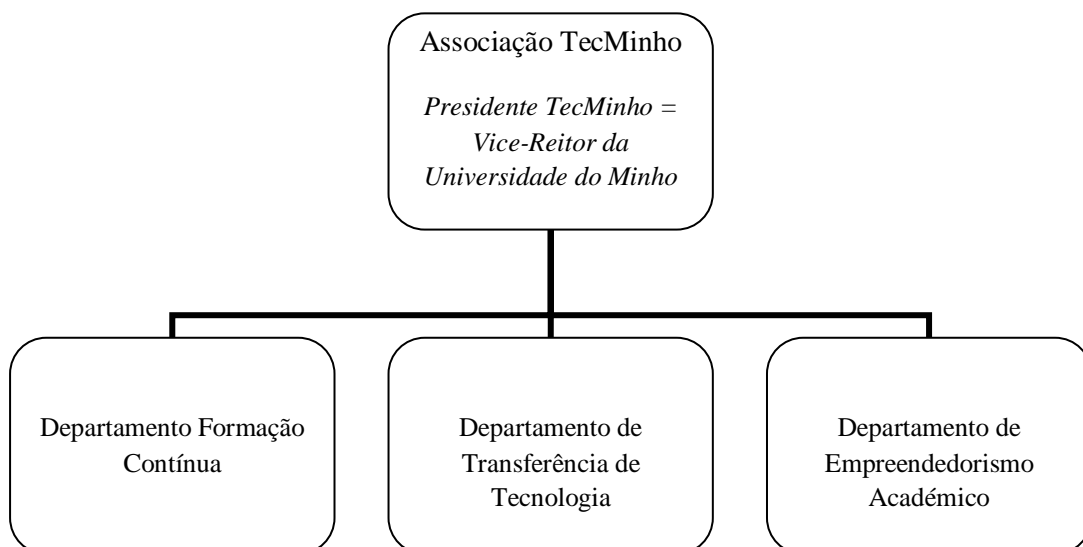 Associação TecMinho
Presidente TecMinho =
Vice-Reitor da
Universidade do Minho
Departamento Formação
Contínua
Departamento de
Transferência de
Tecnologia
Departamento de
Empreendedorismo
Académico